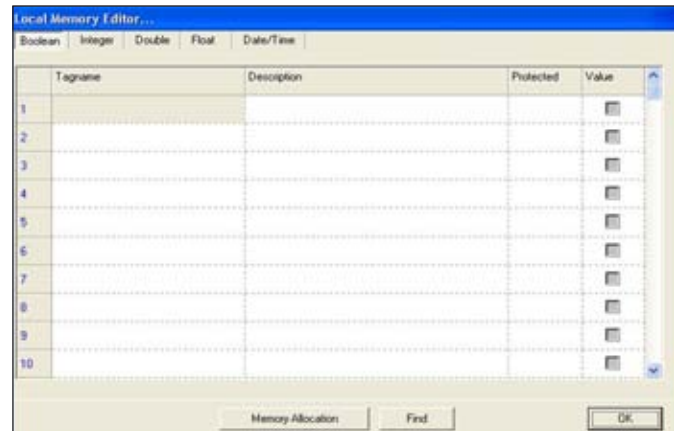 Local Memory Editor...
Boolean Integer Double Float Date/Time
Tagname Description Protected Value
1
2
3
4
5
6
7
8
9
10
Memory Allocation Find OK